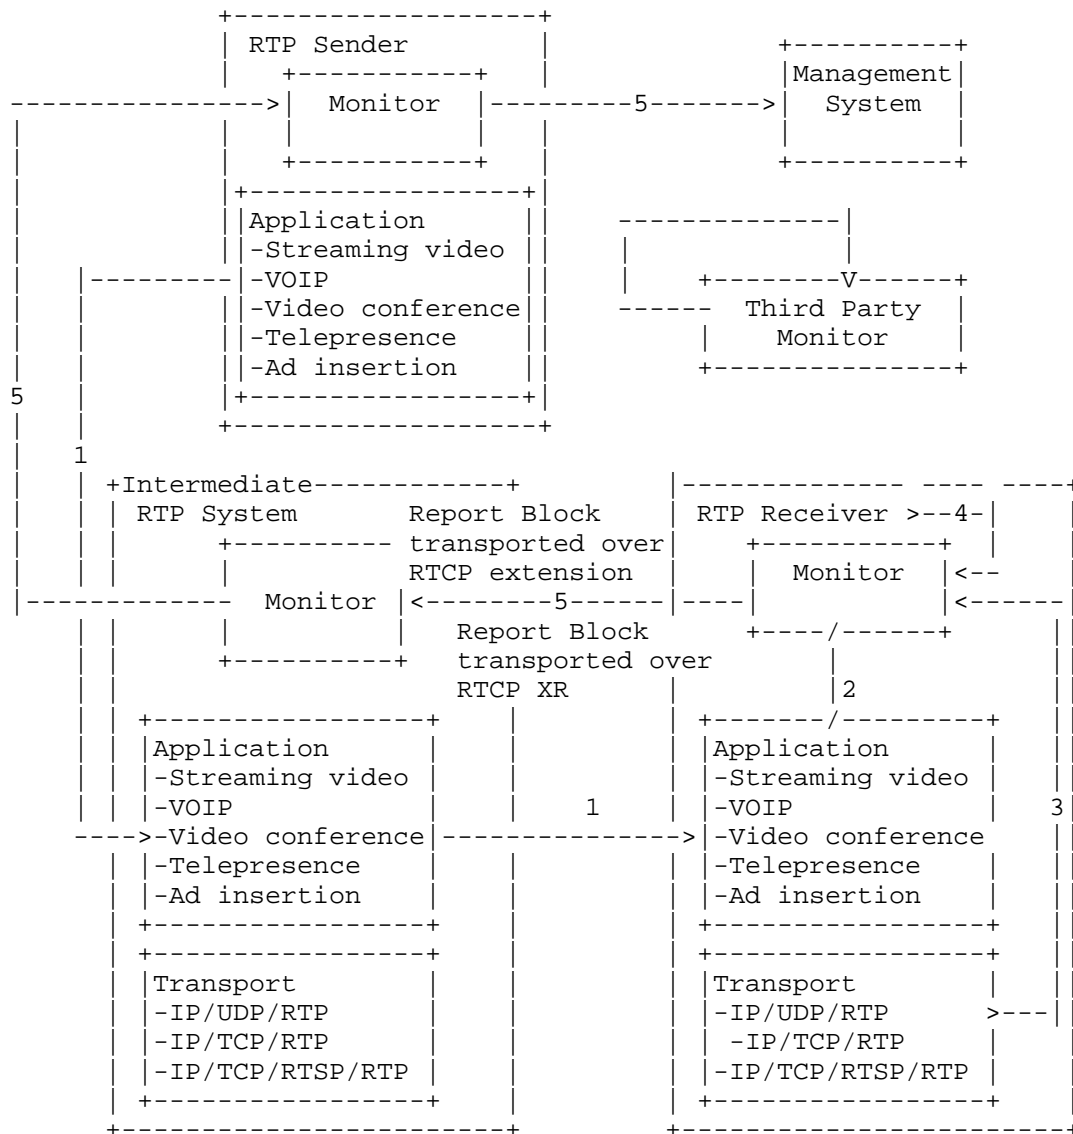 RTP Sender
Management
Monitor 5 System
Application
-Streaming video
-VOIP
-Video conference Third Party
-Telepresence Monitor
-Ad insertion
5
1
Intermediate
RTP System Report Block RTP Receiver >--4-
transported over
RTCP extension Monitor
Monitor 5
Report Block
transported over
RTCP XR 2
Application Application
-Streaming video -Streaming video
-VOIP 1 -VOIP 3
-Video conference -Video conference
-Telepresence -Telepresence
-Ad insertion -Ad insertion
Transport Transport
-IP/UDP/RTP -IP/UDP/RTP
-IP/TCP/RTP -IP/TCP/RTP
-IP/TCP/RTSP/RTP -IP/TCP/RTSP/RTP